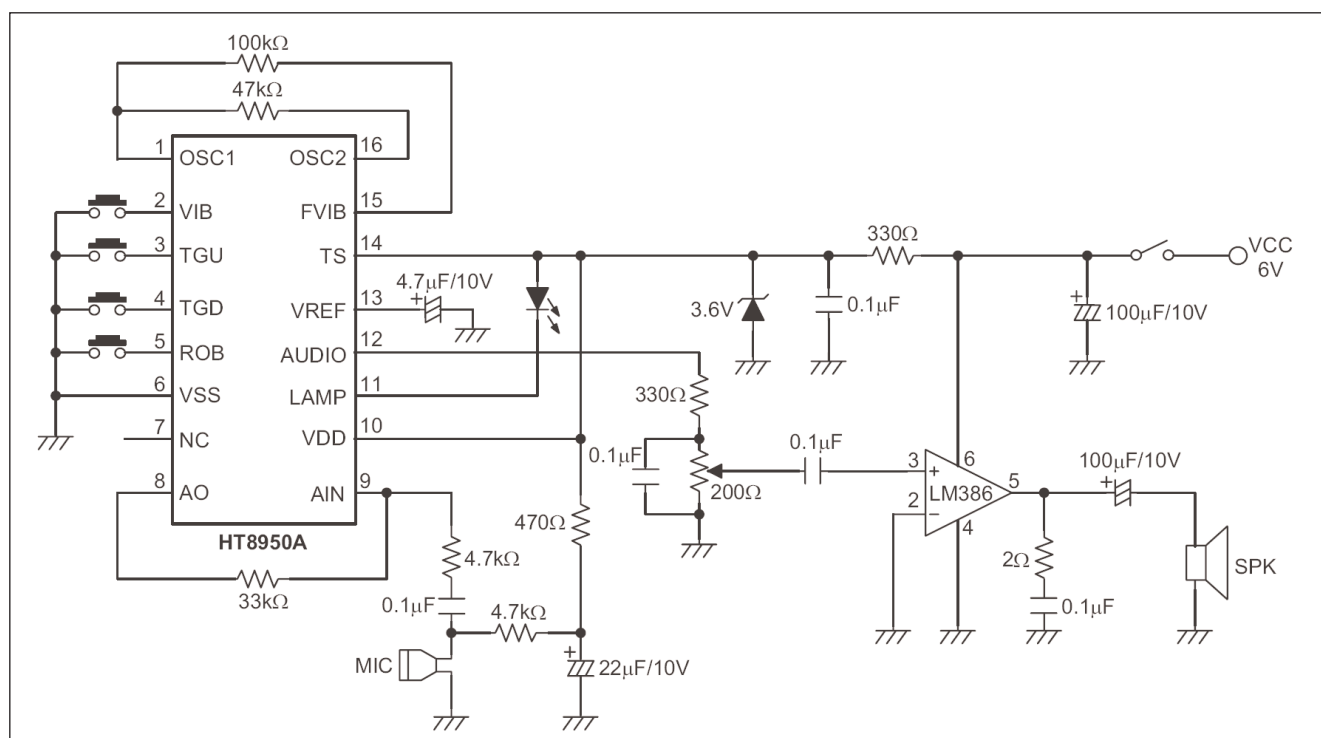 100kΩ
47kΩ
1 OSC1 OSC2 16
2 VIB FVIB 15
3 TGU TS 14
4 TGD VREF 13
5 ROB AUDIO 12
6 VSS LAMP 11
7 NC VDD 10
8 AO AIN 9
HT8950A
33kΩ
4.7μF/10V
3.6V
0.1μF
330Ω
VCC
6V
100μF/10V
330Ω
0.1μF
200Ω
0.1μF
3 + 6
LM386 5
2 − 4
100μF/10V
2Ω
0.1μF
SPK
470Ω
4.7kΩ
0.1μF
4.7kΩ
MIC
22μF/10V
+
+
+
+